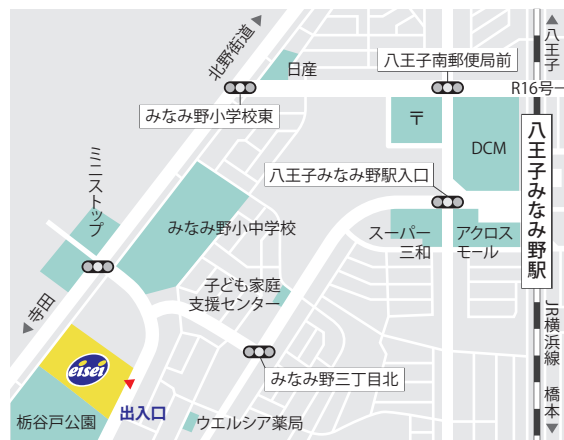 北野街道
▲八王子
日産
八王子南郵便局前
R16号
みなみ野小学校東
〒
DCM
八王子みなみ野駅
ミニストップ
八王子みなみ野駅入口
みなみ野小中学校
スーパー
三和
アクロス
モール
子ども家庭
支援センター
▼寺田
JR横浜線
橋本▼
eisei
みなみ野三丁目北
栃谷戸公園
出入口
ウエルシア薬局